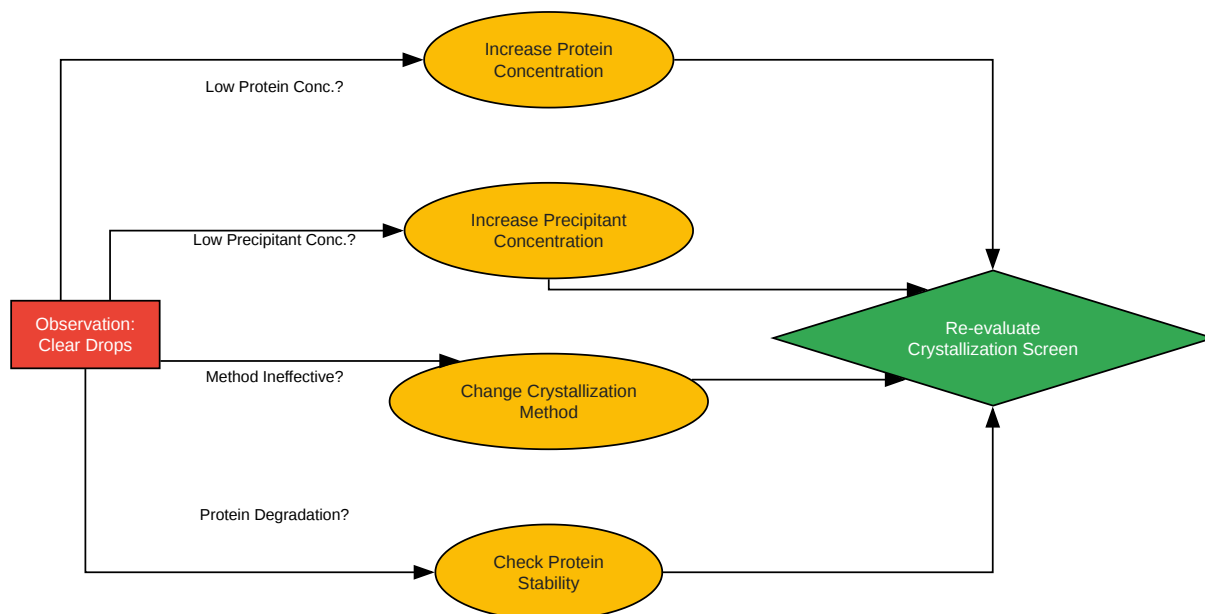 Increase Protein
Concentration
Low Protein Conc.?
Increase Precipitant
Concentration
Low Precipitant Conc.?
Observation:
Clear Drops
Re-evaluate
Crystallization Screen
Method Ineffective?
Change Crystallization
Method
Protein Degradation?
Check Protein
Stability